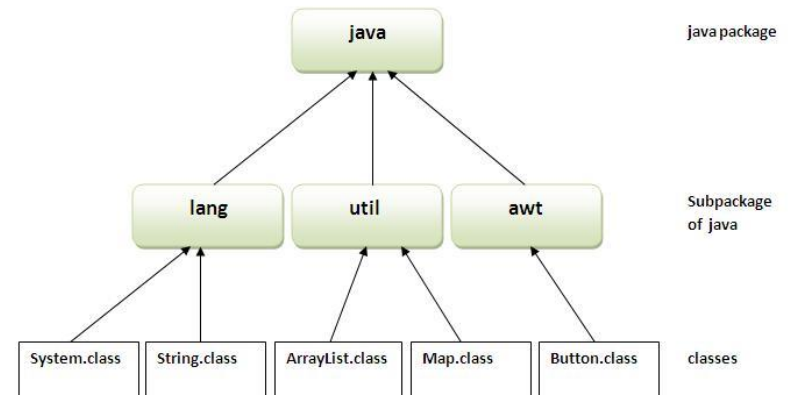 java
java package
lang
util
awt
Subpackage
of java
System.class
String.class
ArrayList.class
Map.class
Button.class
classes